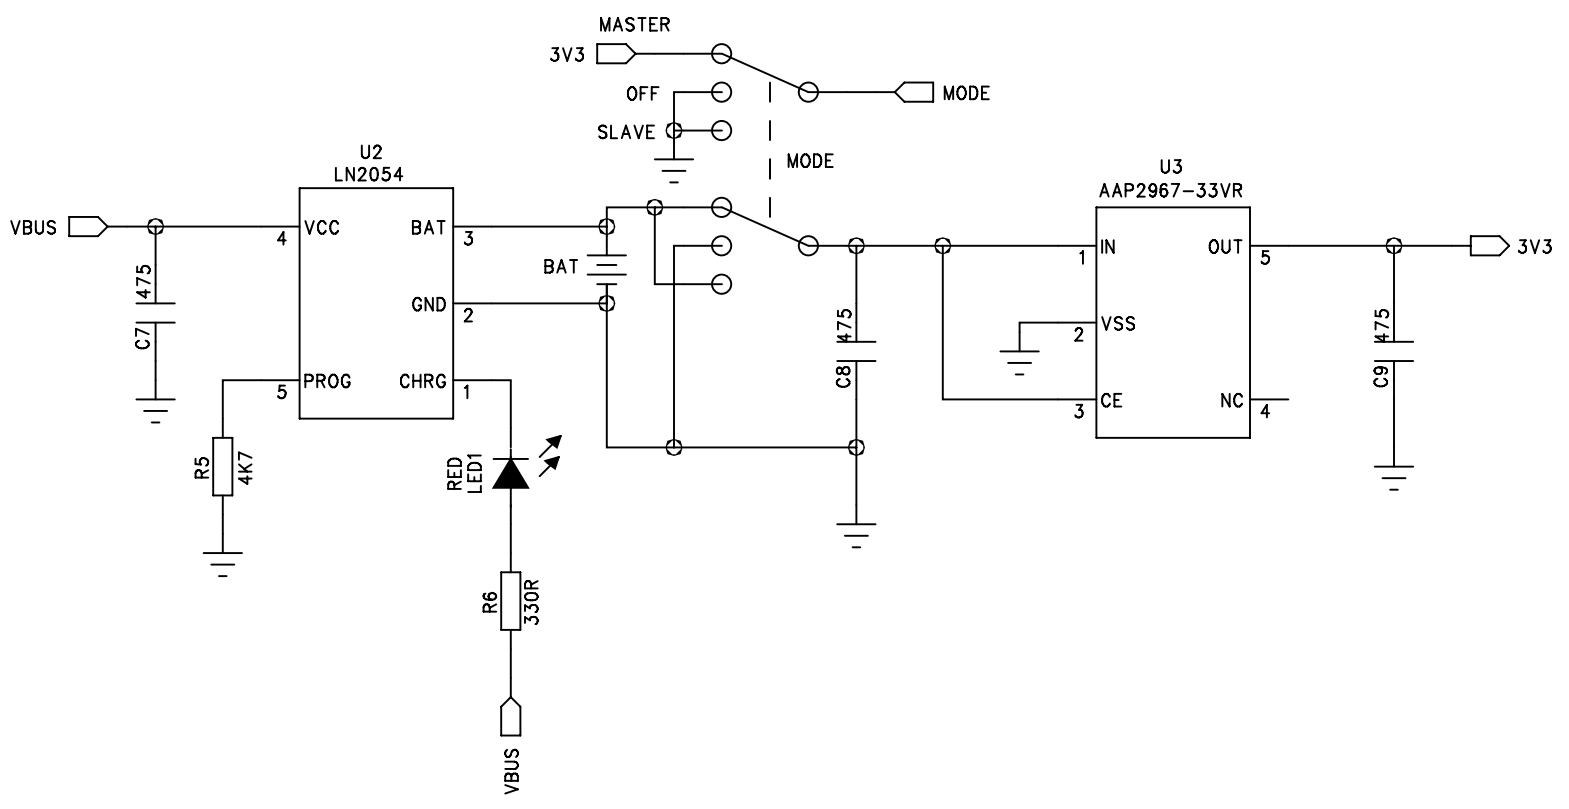 MASTER
3V3
OFF
MODE
SLAVE
MODE
U2
LN2054
U3
AAP2967-33VR
VBUS
4
VCC
BAT
3
BAT
GND
2
475
C7
5
PROG
CHRG
1
R5
4K7
RED
LED1
R6
330R
VBUS
475
C8
1
IN
OUT
5
3V3
2
VSS
3
CE
NC
4
475
C9